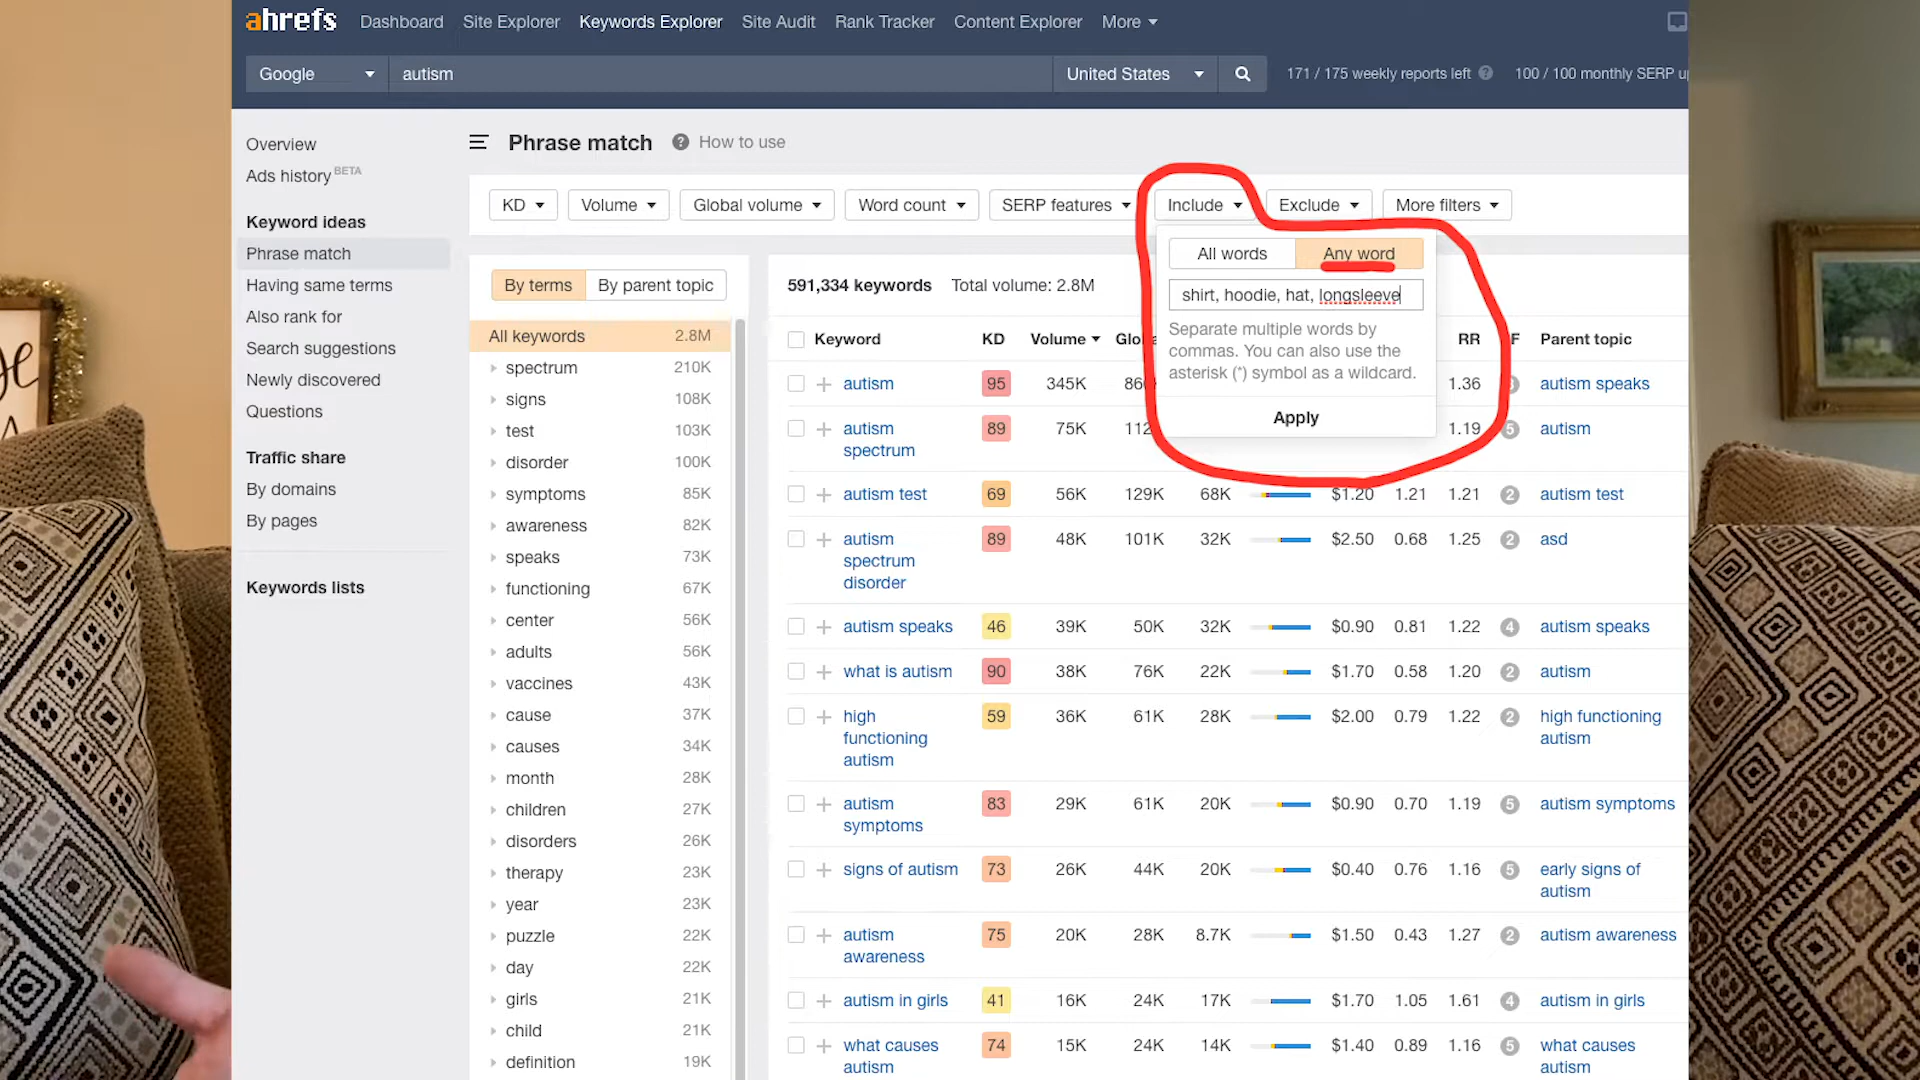 ahrefs Dashboard Site Explorer Keywords Explorer Site Audit Rank Tracker Content Explorer More
Google autism United States 171 / 175 weekly reports left 100 / 100 monthly SERP
Overview
Ads history BETA
Keyword ideas
Phrase match
Having same terms
Also rank for
Search suggestions
Newly discovered
Questions
Traffic share
By domains
By pages
Keywords lists
Phrase match ? How to use
KD Volume Global volume Word count SERP features Include Exclude More filters
All words Any word
shirt, hoodie, hat, longsleeve
Separate multiple words by
commas. You can also use the
asterisk (*) symbol as a wildcard.
Apply
By terms By parent topic
All keywords 2.8M
spectrum 210K
signs 108K
test 103K
disorder 100K
symptoms 85K
awareness 82K
speaks 73K
functioning 67K
center 56K
adults 56K
vaccines 43K
cause 37K
causes 34K
month 28K
children 27K
disorders 26K
therapy 23K
year 23K
puzzle 22K
day 22K
girls 21K
child 21K
definition 19K
591,334 keywords Total volume: 2.8M
Keyword KD Volume RR Parent topic
autism 95 345K 1.36 autism speaks
autism
spectrum 89 75K 1.19 5 autism
autism test 69 56K 129K 68K $1.20 1.21 1.21 2 autism test
autism
spectrum
disorder 89 48K 101K 32K $2.50 0.68 1.25 2 asd
autism speaks 46 39K 50K 32K $0.90 0.81 1.22 4 autism speaks
what is autism 90 38K 76K 22K $1.70 0.58 1.20 2 autism
high
functioning
autism 59 36K 61K 28K $2.00 0.79 1.22 2 high functioning
autism
autism
symptoms 83 29K 61K 20K $0.90 0.70 1.19 5 autism symptoms
signs of autism 73 26K 44K 20K $0.40 0.76 1.16 5 early signs of
autism
autism
awareness 75 20K 28K 8.7K $1.50 0.43 1.27 2 autism awareness
autism in girls 41 16K 24K 17K $1.70 1.05 1.61 4 autism in girls
what causes
autism 74 15K 24K 14K $1.40 0.89 1.16 5 what causes
autism